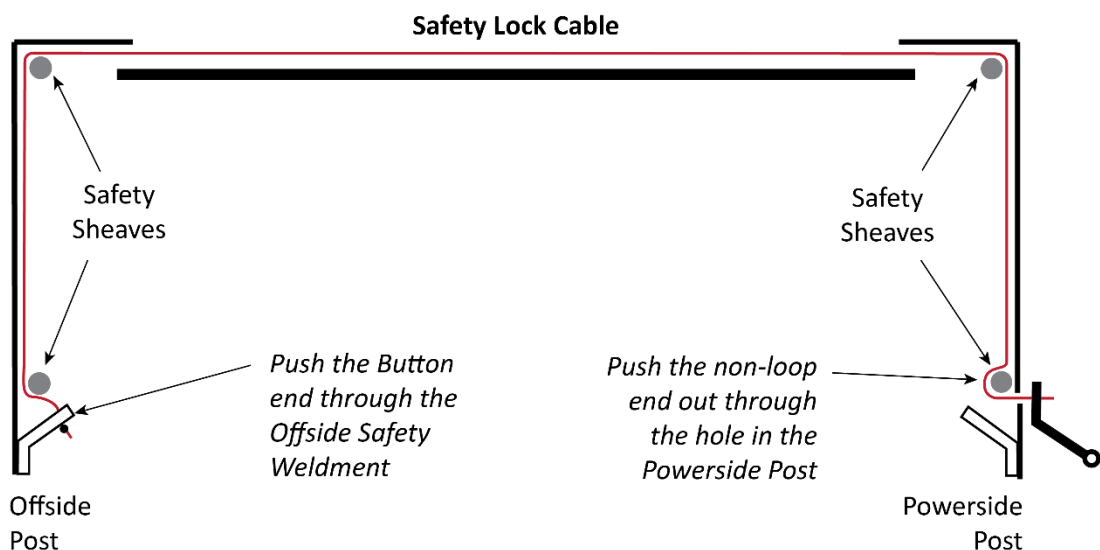 Safety Lock Cable
Safety
Sheaves
Safety
Sheaves
Push the Button
end through the
Offside Safety
Weldment
Push the non-loop
end out through
the hole in the
Powerside Post
Offside
Post
Powerside
Post